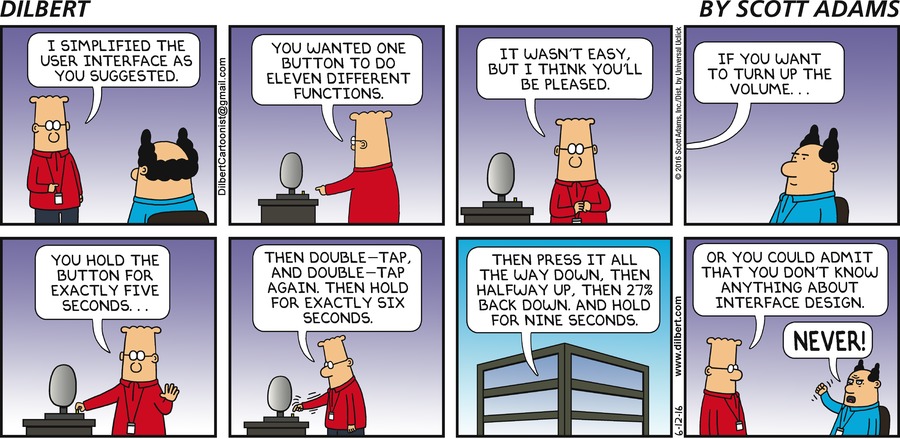 DILBERT
BY SCOTT ADAMS
I SIMPLIFIED THE
USER INTERFACE AS
YOU SUGGESTED.
DilbertCartoonist@gmail.com
YOU WANTED ONE
BUTTON TO DO
ELEVEN DIFFERENT
FUNCTIONS.
IT WASN'T EASY,
BUT I THINK YOU'LL
BE PLEASED.
© 2016 Scott Adams, Inc./Dist. by Universal Uclick
IF YOU WANT
TO TURN UP THE
VOLUME...
YOU HOLD THE
BUTTON FOR
EXACTLY FIVE
SECONDS...
THEN DOUBLE-TAP,
AND DOUBLE-TAP
AGAIN. THEN HOLD
FOR EXACTLY SIX
SECONDS.
THEN PRESS IT ALL
THE WAY DOWN, THEN
HALFWAY UP, THEN 27%
BACK DOWN. AND HOLD
FOR NINE SECONDS.
6-12-16
www.dilbert.com
OR YOU COULD ADMIT
THAT YOU DON'T KNOW
ANYTHING ABOUT
INTERFACE DESIGN.
NEVER!